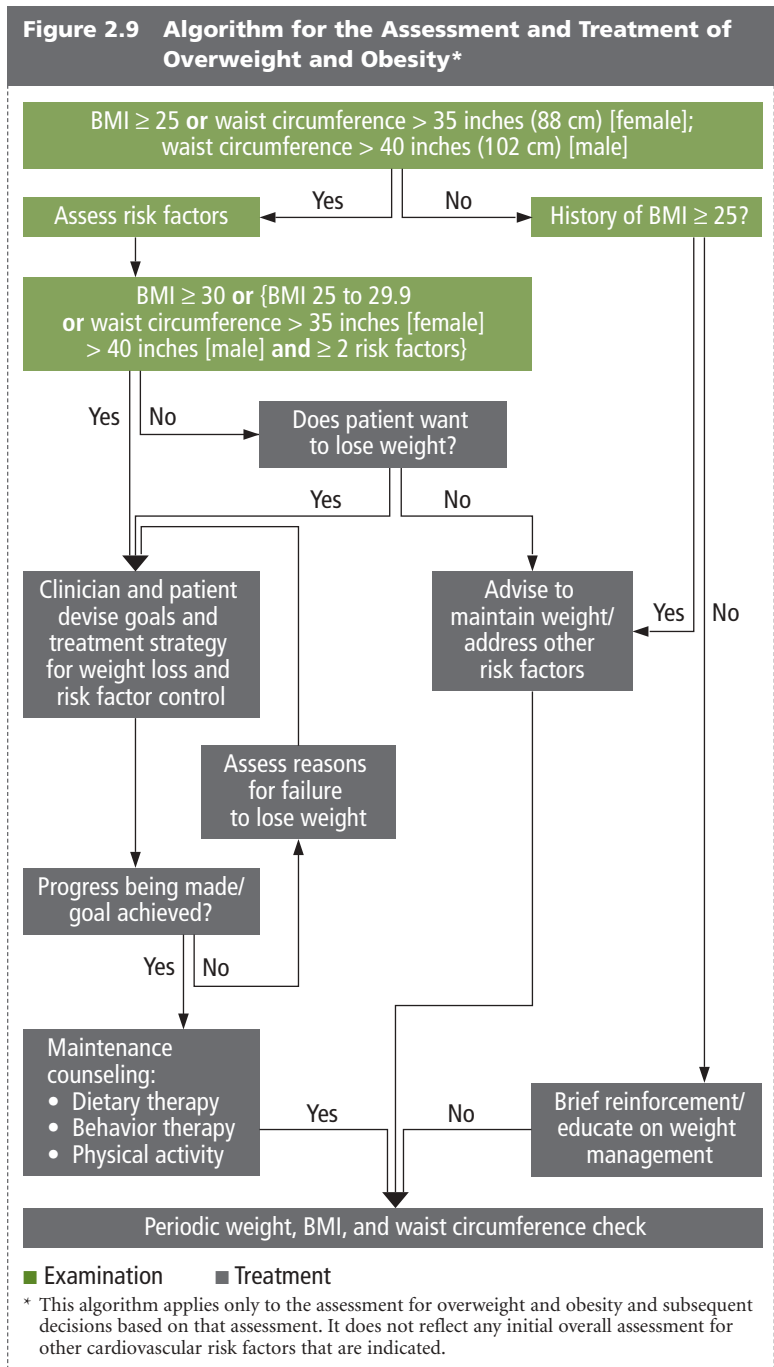 Figure 2.9 Algorithm for the Assessment and Treatment of
Overweight and Obesity*
BMI ≥ 25 or waist circumference > 35 inches (88 cm) [female];
waist circumference > 40 inches (102 cm) [male]
Yes
No
Assess risk factors
History of BMI ≥ 25?
BMI ≥ 30 or {BMI 25 to 29.9
or waist circumference > 35 inches [female]
> 40 inches [male] and ≥ 2 risk factors}
Yes
No
Does patient want
to lose weight?
Yes
No
Clinician and patient
devise goals and
treatment strategy
for weight loss and
risk factor control
Advise to
maintain weight/
address other
risk factors
Yes
No
Assess reasons
for failure
to lose weight
Progress being made/
goal achieved?
Yes
No
Maintenance
counseling:
• Dietary therapy
• Behavior therapy
• Physical activity
Yes
No
Brief reinforcement/
educate on weight
management
Periodic weight, BMI, and waist circumference check
Examination
Treatment
* This algorithm applies only to the assessment for overweight and obesity and subsequent
decisions based on that assessment. It does not reflect any initial overall assessment for
other cardiovascular risk factors that are indicated.